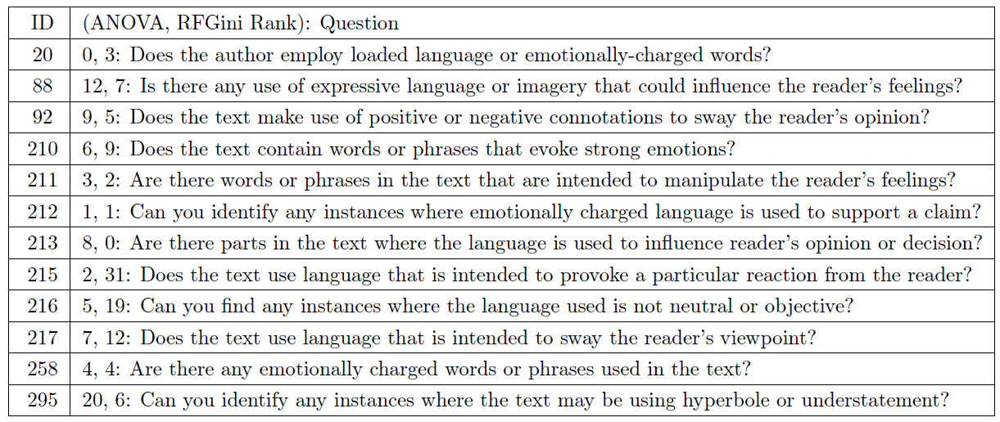 ID (ANOVA, RFGini Rank): Question
20 0, 3: Does the author employ loaded language or emotionally-charged words?
88 12, 7: Is there any use of expressive language or imagery that could influence the reader's feelings?
92 9, 5: Does the text make use of positive or negative connotations to sway the reader's opinion?
210 6, 9: Does the text contain words or phrases that evoke strong emotions?
211 3, 2: Are there words or phrases in the text that are intended to manipulate the reader's feelings?
212 1, 1: Can you identify any instances where emotionally charged language is used to support a claim?
213 8, 0: Are there parts in the text where the language is used to influence reader's opinion or decision?
215 2, 31: Does the text use language that is intended to provoke a particular reaction from the reader?
216 5, 19: Can you find any instances where the language used is not neutral or objective?
217 7, 12: Does the text use language that is intended to sway the reader's viewpoint?
258 4, 4: Are there any emotionally charged words or phrases used in the text?
295 20, 6: Can you identify any instances where the text may be using hyperbole or understatement?